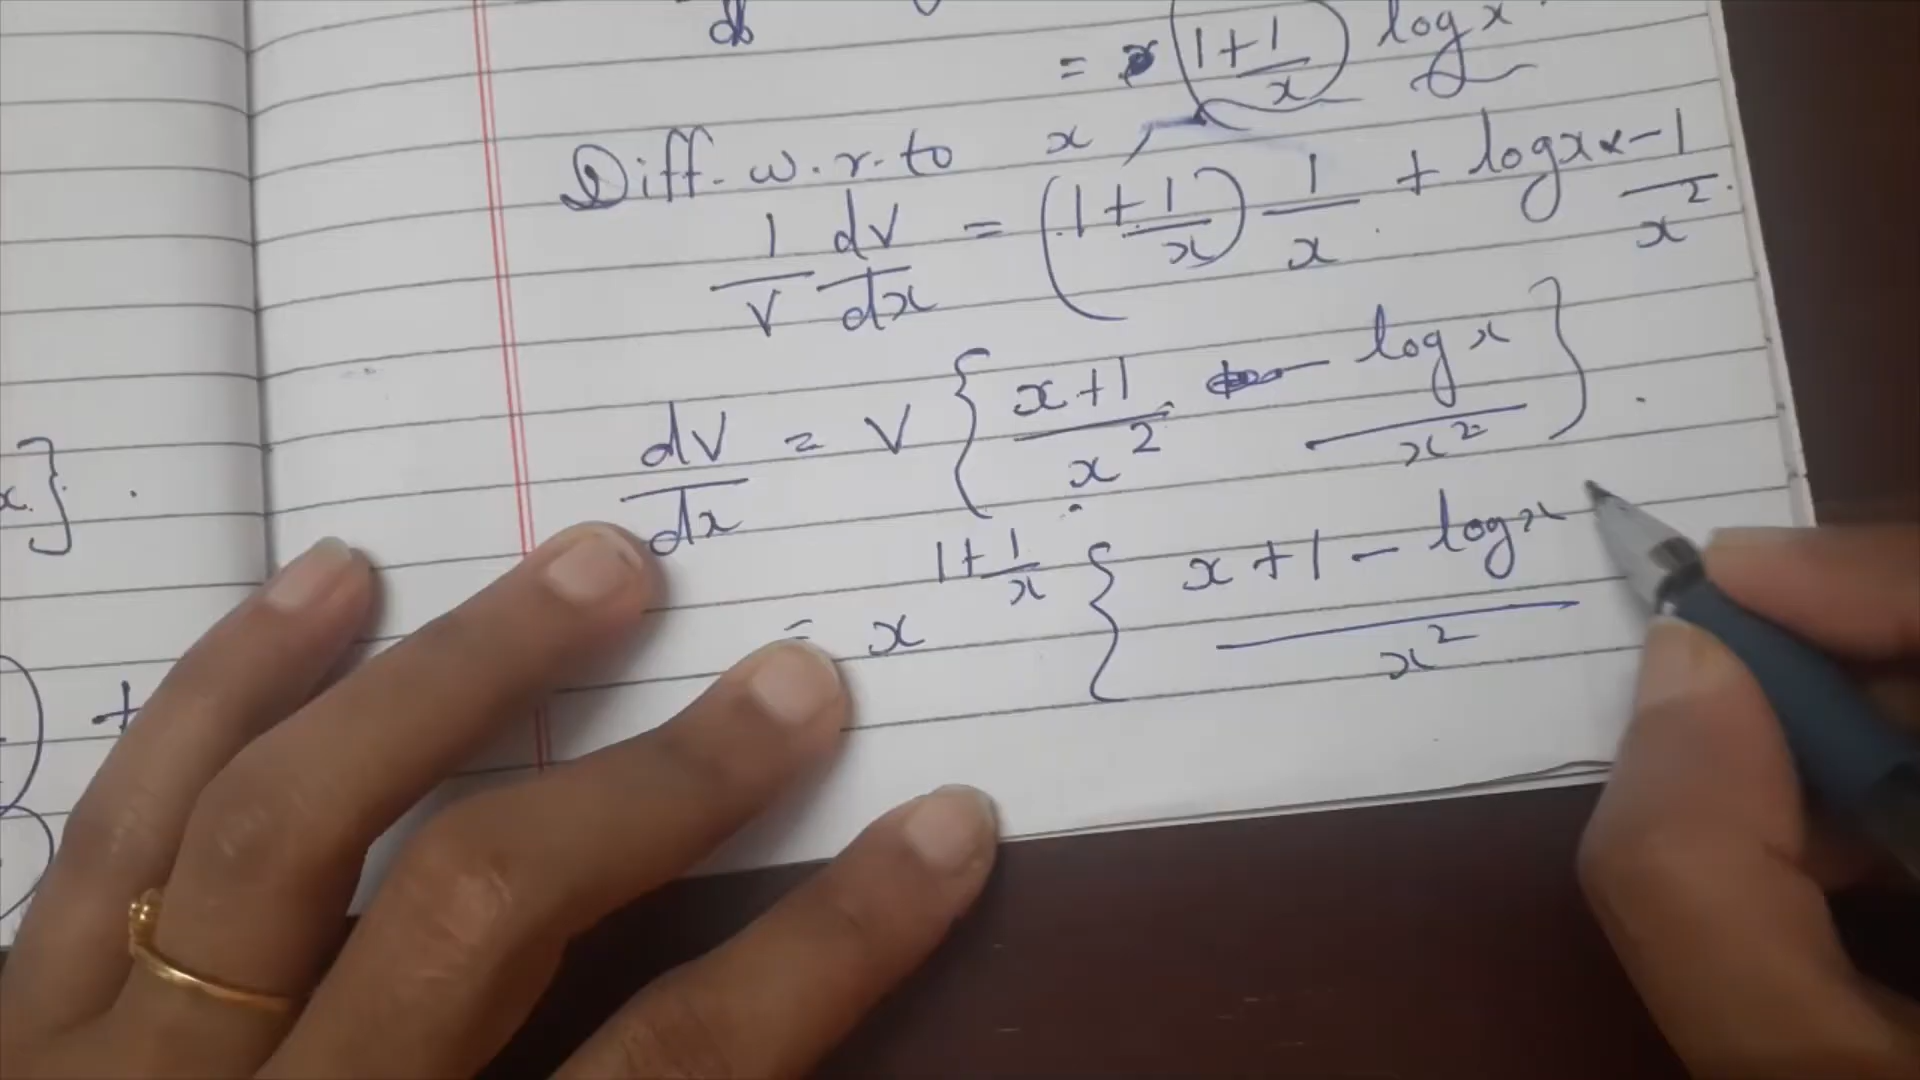 = (1+1/x) log x
Diff. w.r.to x,
1/v dv/dx = (1+1/x) 1/x + log x x -1/x²
dv/dx = v { x+1/x² - log x/x² } .
= x^(1+1/x) { x+1 - log x / x²
x. ] .
+